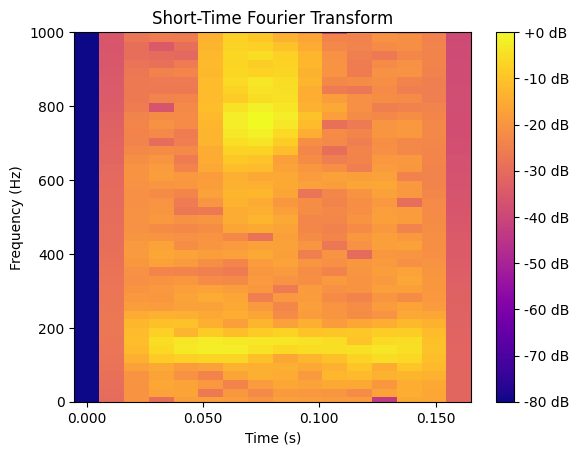 Short-Time Fourier Transform
1000
800
600
400
200
0
Frequency (Hz)
0.000
0.050
0.100
0.150
Time (s)
+0 dB
-10 dB
-20 dB
-30 dB
-40 dB
-50 dB
-60 dB
-70 dB
-80 dB